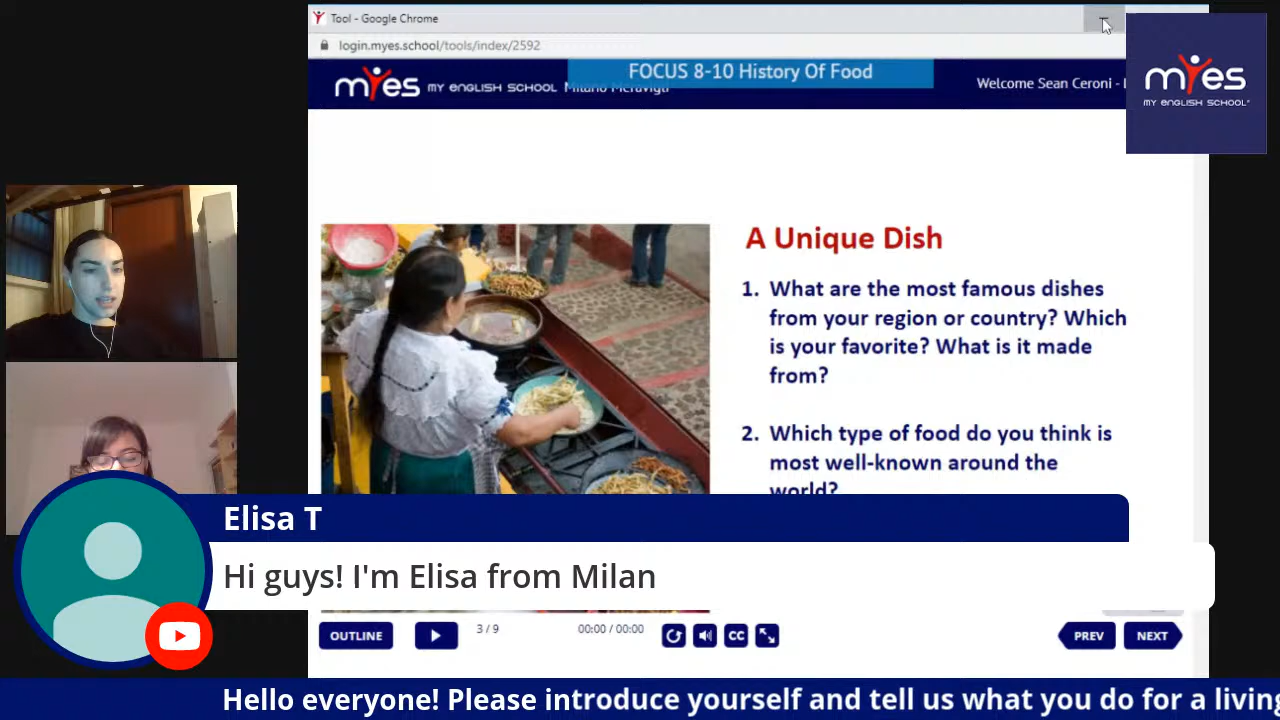 Tool - Google Chrome
login.myes.school/tools/index/2592
FOCUS 8-10 History Of Food
myes MY ENGLISH SCHOOL Milano Meravigli
Welcome Sean Ceroni -
myes
MY ENGLISH SCHOOL
A Unique Dish
1. What are the most famous dishes
from your region or country? Which
is your favorite? What is it made
from?
2. Which type of food do you think is
most well-known around the
world?
Elisa T
Hi guys! I'm Elisa from Milan
OUTLINE
3 / 9
00:00 / 00:00
CC
PREV
NEXT
Hello everyone! Please introduce yourself and tell us what you do for a living